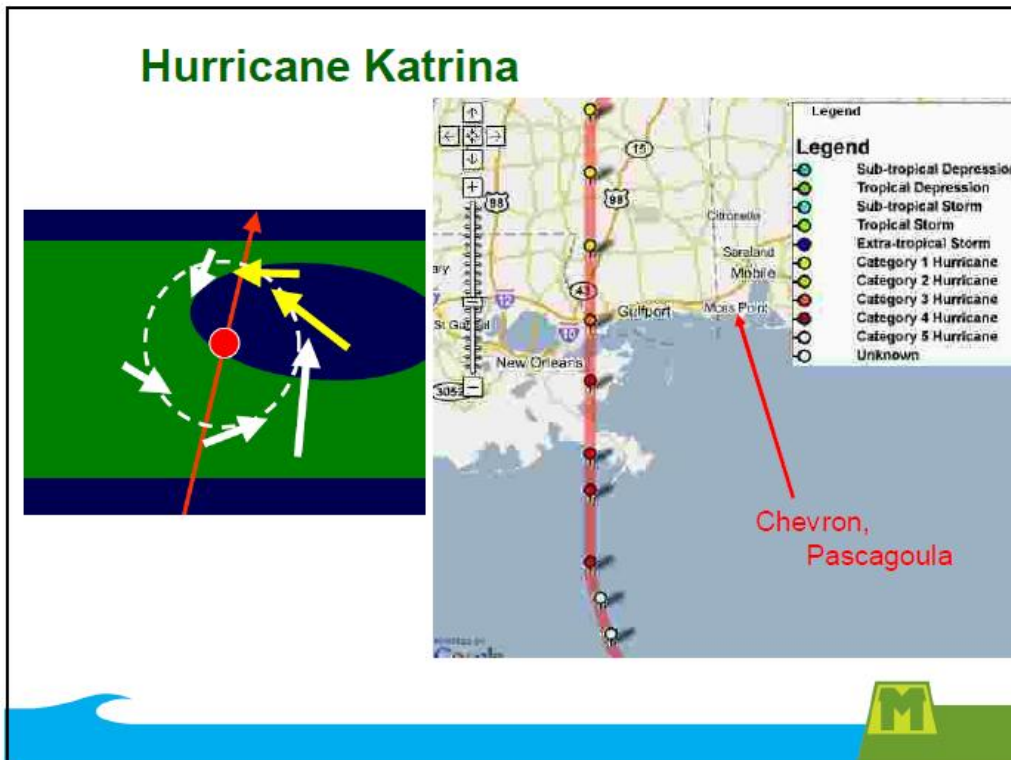 Hurricane Katrina
Legend
Legend
Sub-tropical Depression
Tropical Depression
Sub-tropical Storm
Tropical Storm
Extra-tropical Storm
Category 1 Hurricane
Category 2 Hurricane
Category 3 Hurricane
Category 4 Hurricane
Category 5 Hurricane
Unknown
15
98
98
Citronelle
Saraland
Mobile
43
12
Gulfport
Moss Point
10
New Orleans
Chevron,
Pascagoula
Google
M